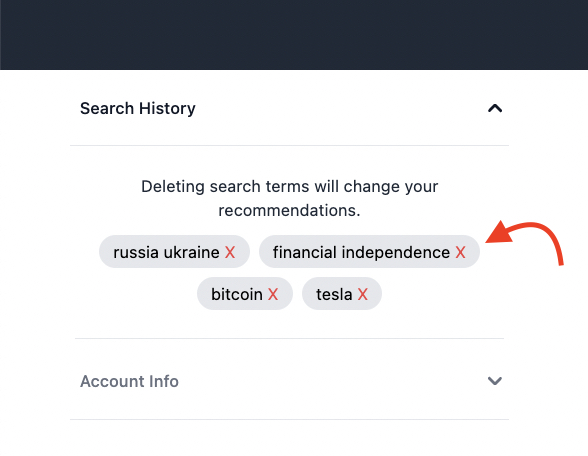 Search History
Deleting search terms will change your
recommendations.
russia ukraine X financial independence X
bitcoin X tesla X
Account Info